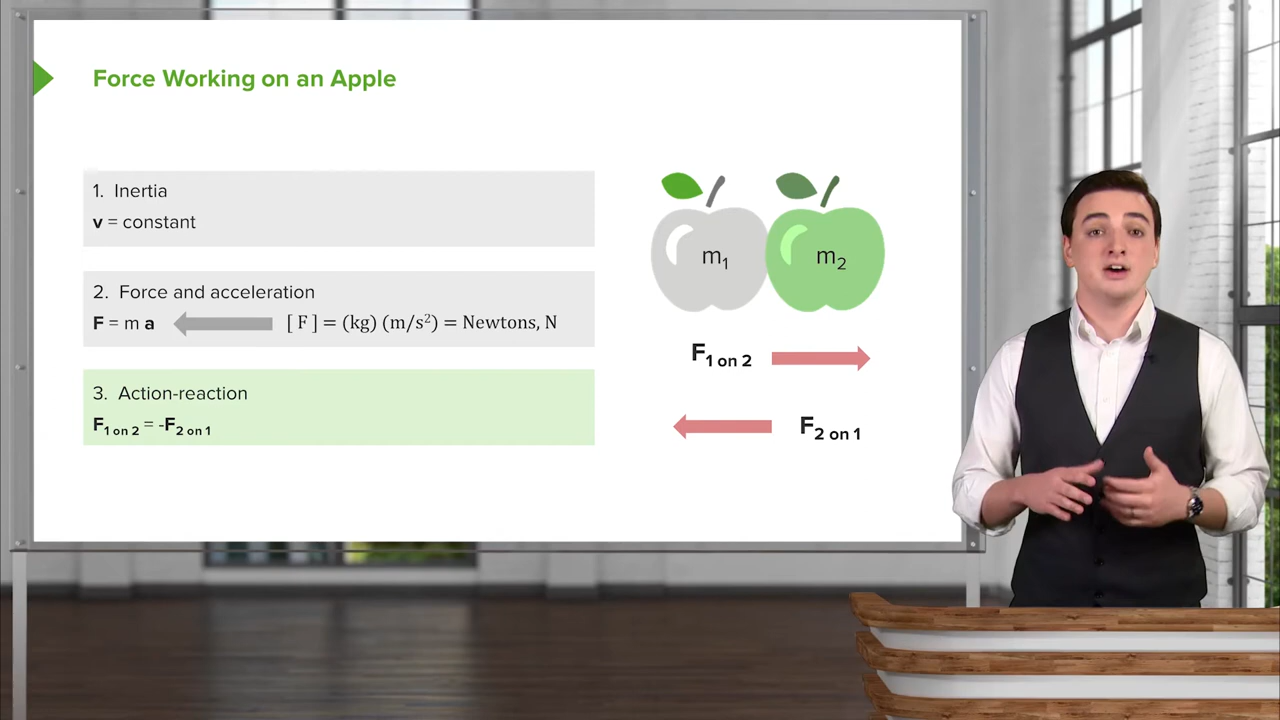 Force Working on an Apple
1. Inertia
v = constant
2. Force and acceleration
F = m a
[ F ] = (kg) (m/s²) = Newtons, N
3. Action-reaction
F₁ on ₂ = -F₂ on ₁
m₁
m₂
F₁ on ₂
F₂ on ₁